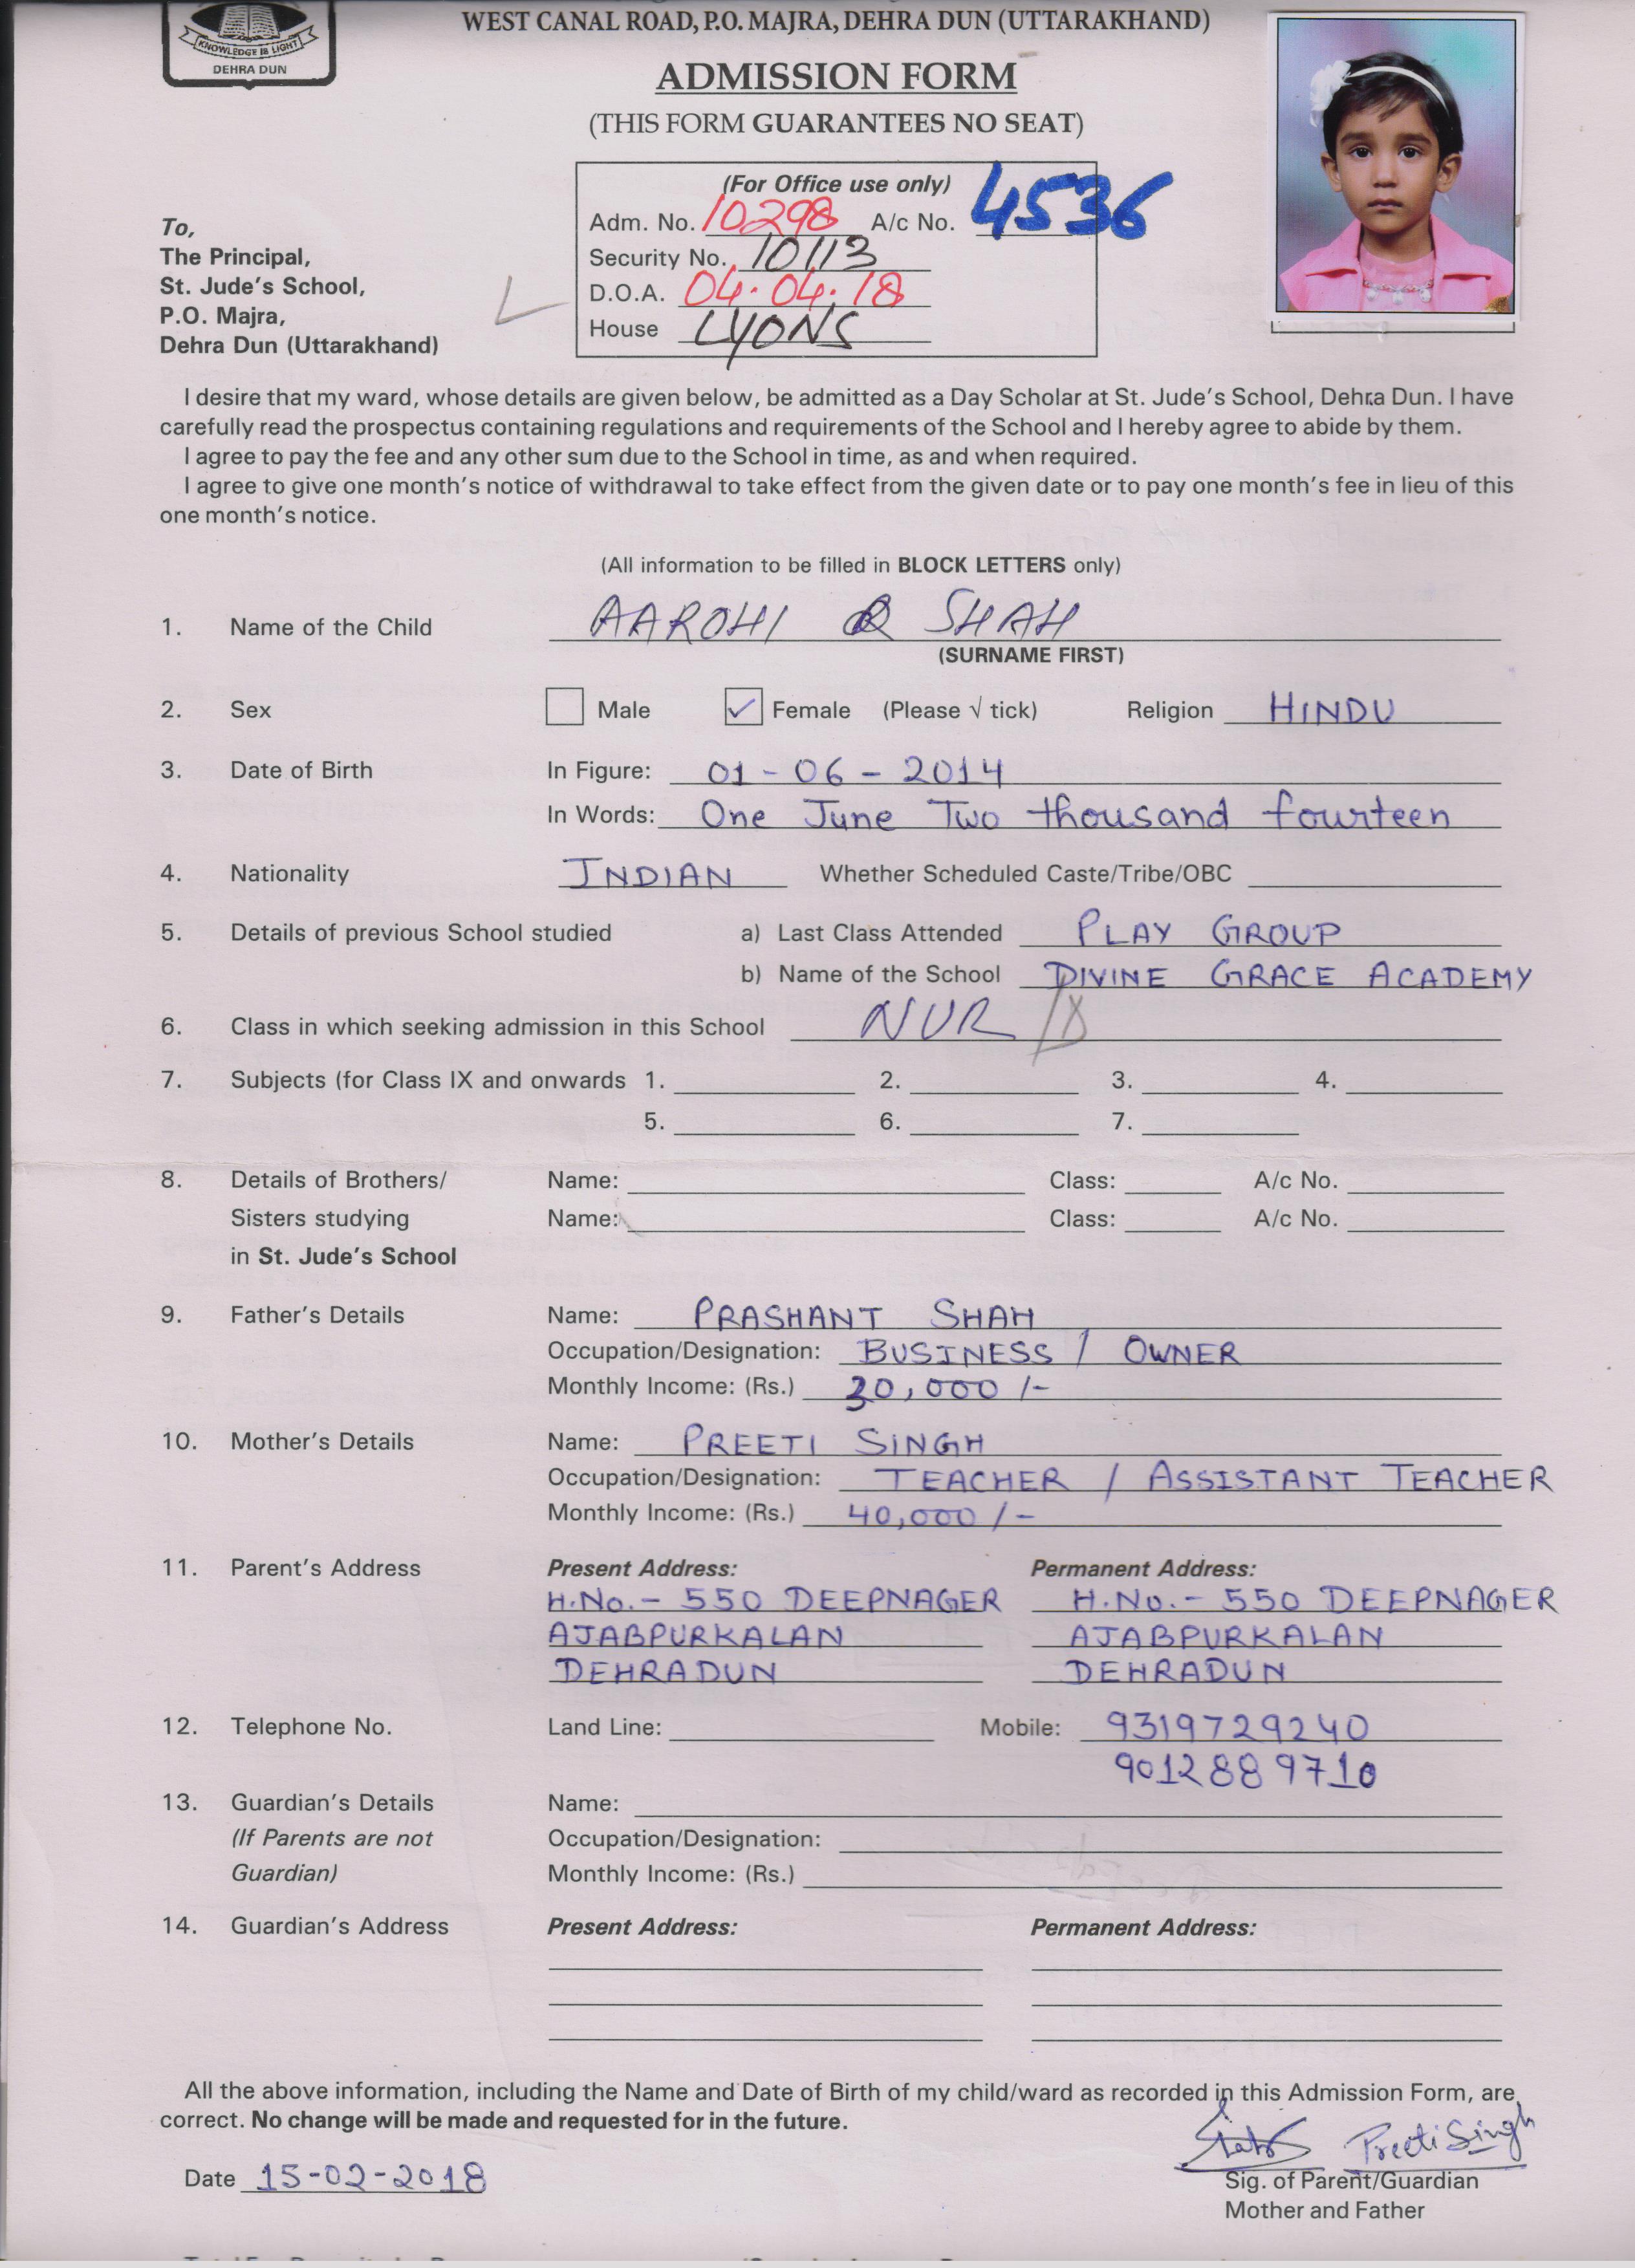 KNOWLEDGE IS LIGHT
DEHRA DUN
WEST CANAL ROAD, P.O. MAJRA, DEHRA DUN (UTTARAKHAND)
ADMISSION FORM
(THIS FORM GUARANTEES NO SEAT)
(For Office use only)
Adm. No. 10298 A/c No. 4536
Security No. 10113
D.O.A. 04.04.18
House LYONS
To,
The Principal,
St. Jude's School,
P.O. Majra,
Dehra Dun (Uttarakhand)
I desire that my ward, whose details are given below, be admitted as a Day Scholar at St. Jude's School, Dehra Dun. I have
carefully read the prospectus containing regulations and requirements of the School and I hereby agree to abide by them.
I agree to pay the fee and any other sum due to the School in time, as and when required.
I agree to give one month's notice of withdrawal to take effect from the given date or to pay one month's fee in lieu of this
one month's notice.
(All information to be filled in BLOCK LETTERS only)
1. Name of the Child AAROHI SHAH
(SURNAME FIRST)
2. Sex Male ✓ Female (Please √ tick) Religion HINDU
3. Date of Birth In Figure: 01-06-2014
In Words: One June Two thousand fourteen
4. Nationality INDIAN Whether Scheduled Caste/Tribe/OBC
5. Details of previous School studied a) Last Class Attended PLAY GROUP
b) Name of the School DIVINE GRACE ACADEMY
6. Class in which seeking admission in this School NUR
7. Subjects (for Class IX and onwards 1. 2. 3. 4.
5. 6. 7.
8. Details of Brothers/ Name: Class: A/c No.
Sisters studying Name: Class: A/c No.
in St. Jude's School
9. Father's Details Name: PRASHANT SHAH
Occupation/Designation: BUSINESS / OWNER
Monthly Income: (Rs.) 30,000/-
10. Mother's Details Name: PREETI SINGH
Occupation/Designation: TEACHER / ASSISTANT TEACHER
Monthly Income: (Rs.) 40,000/-
11. Parent's Address Present Address: Permanent Address:
H.No.- 550 DEEPNAGER H.No.- 550 DEEPNAGER
AJABPURKALAN AJABPURKALAN
DEHRADUN DEHRADUN
12. Telephone No. Land Line: Mobile: 9319729240
9012889710
13. Guardian's Details Name:
(If Parents are not Occupation/Designation:
Guardian) Monthly Income: (Rs.)
14. Guardian's Address Present Address: Permanent Address:
All the above information, including the Name and Date of Birth of my child/ward as recorded in this Admission Form, are
correct. No change will be made and requested for in the future.
Preeti Singh
Date 15-02-2018 Sig. of Parent/Guardian
Mother and Father